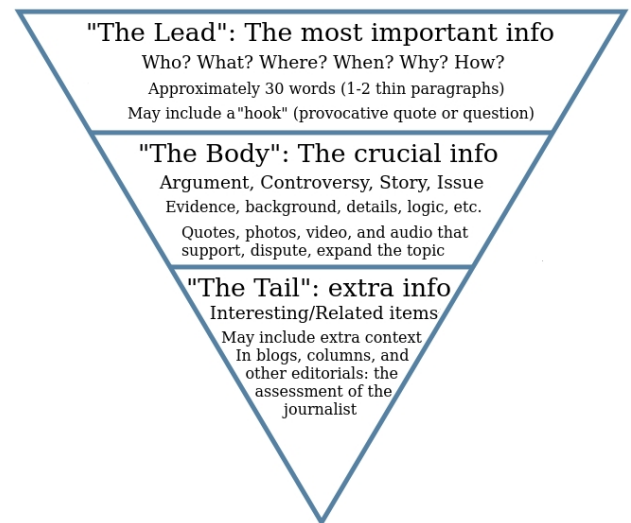 "The Lead": The most important info
Who? What? Where? When? Why? How?
Approximately 30 words (1-2 thin paragraphs)
May include a"hook" (provocative quote or question)
"The Body": The crucial info
Argument, Controversy, Story, Issue
Evidence, background, details, logic, etc.
Quotes, photos, video, and audio that
support, dispute, expand the topic
"The Tail": extra info
Interesting/Related items
May include extra context
In blogs, columns, and
other editorials: the
assessment of the
journalist